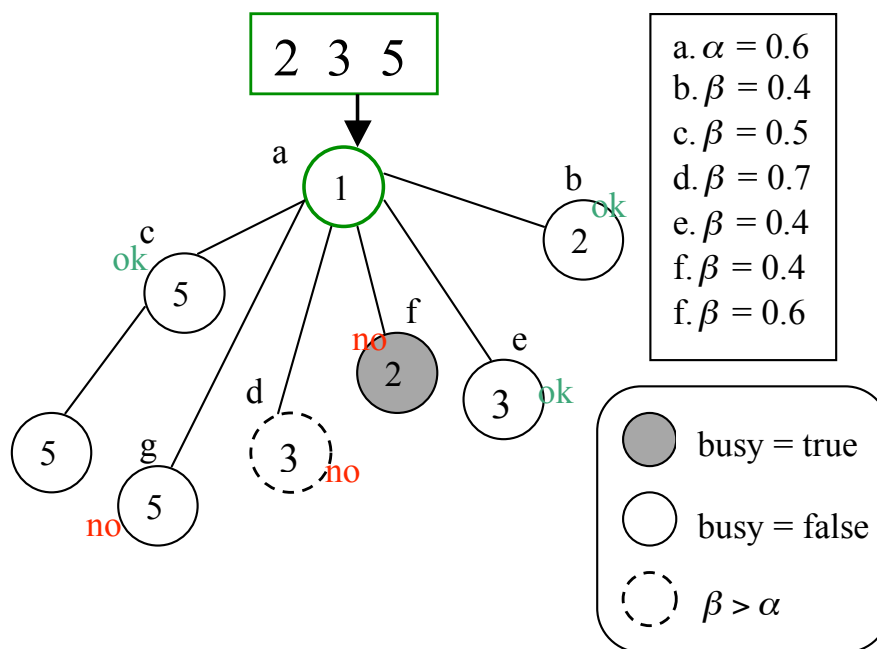 2 3 5
a
1
b
ok
2
c
ok
5
f
no
2
e
3
ok
d
3
no
5
g
5
no
a. α = 0.6
b. β = 0.4
c. β = 0.5
d. β = 0.7
e. β = 0.4
f. β = 0.4
f. β = 0.6
busy = true
busy = false
β > α